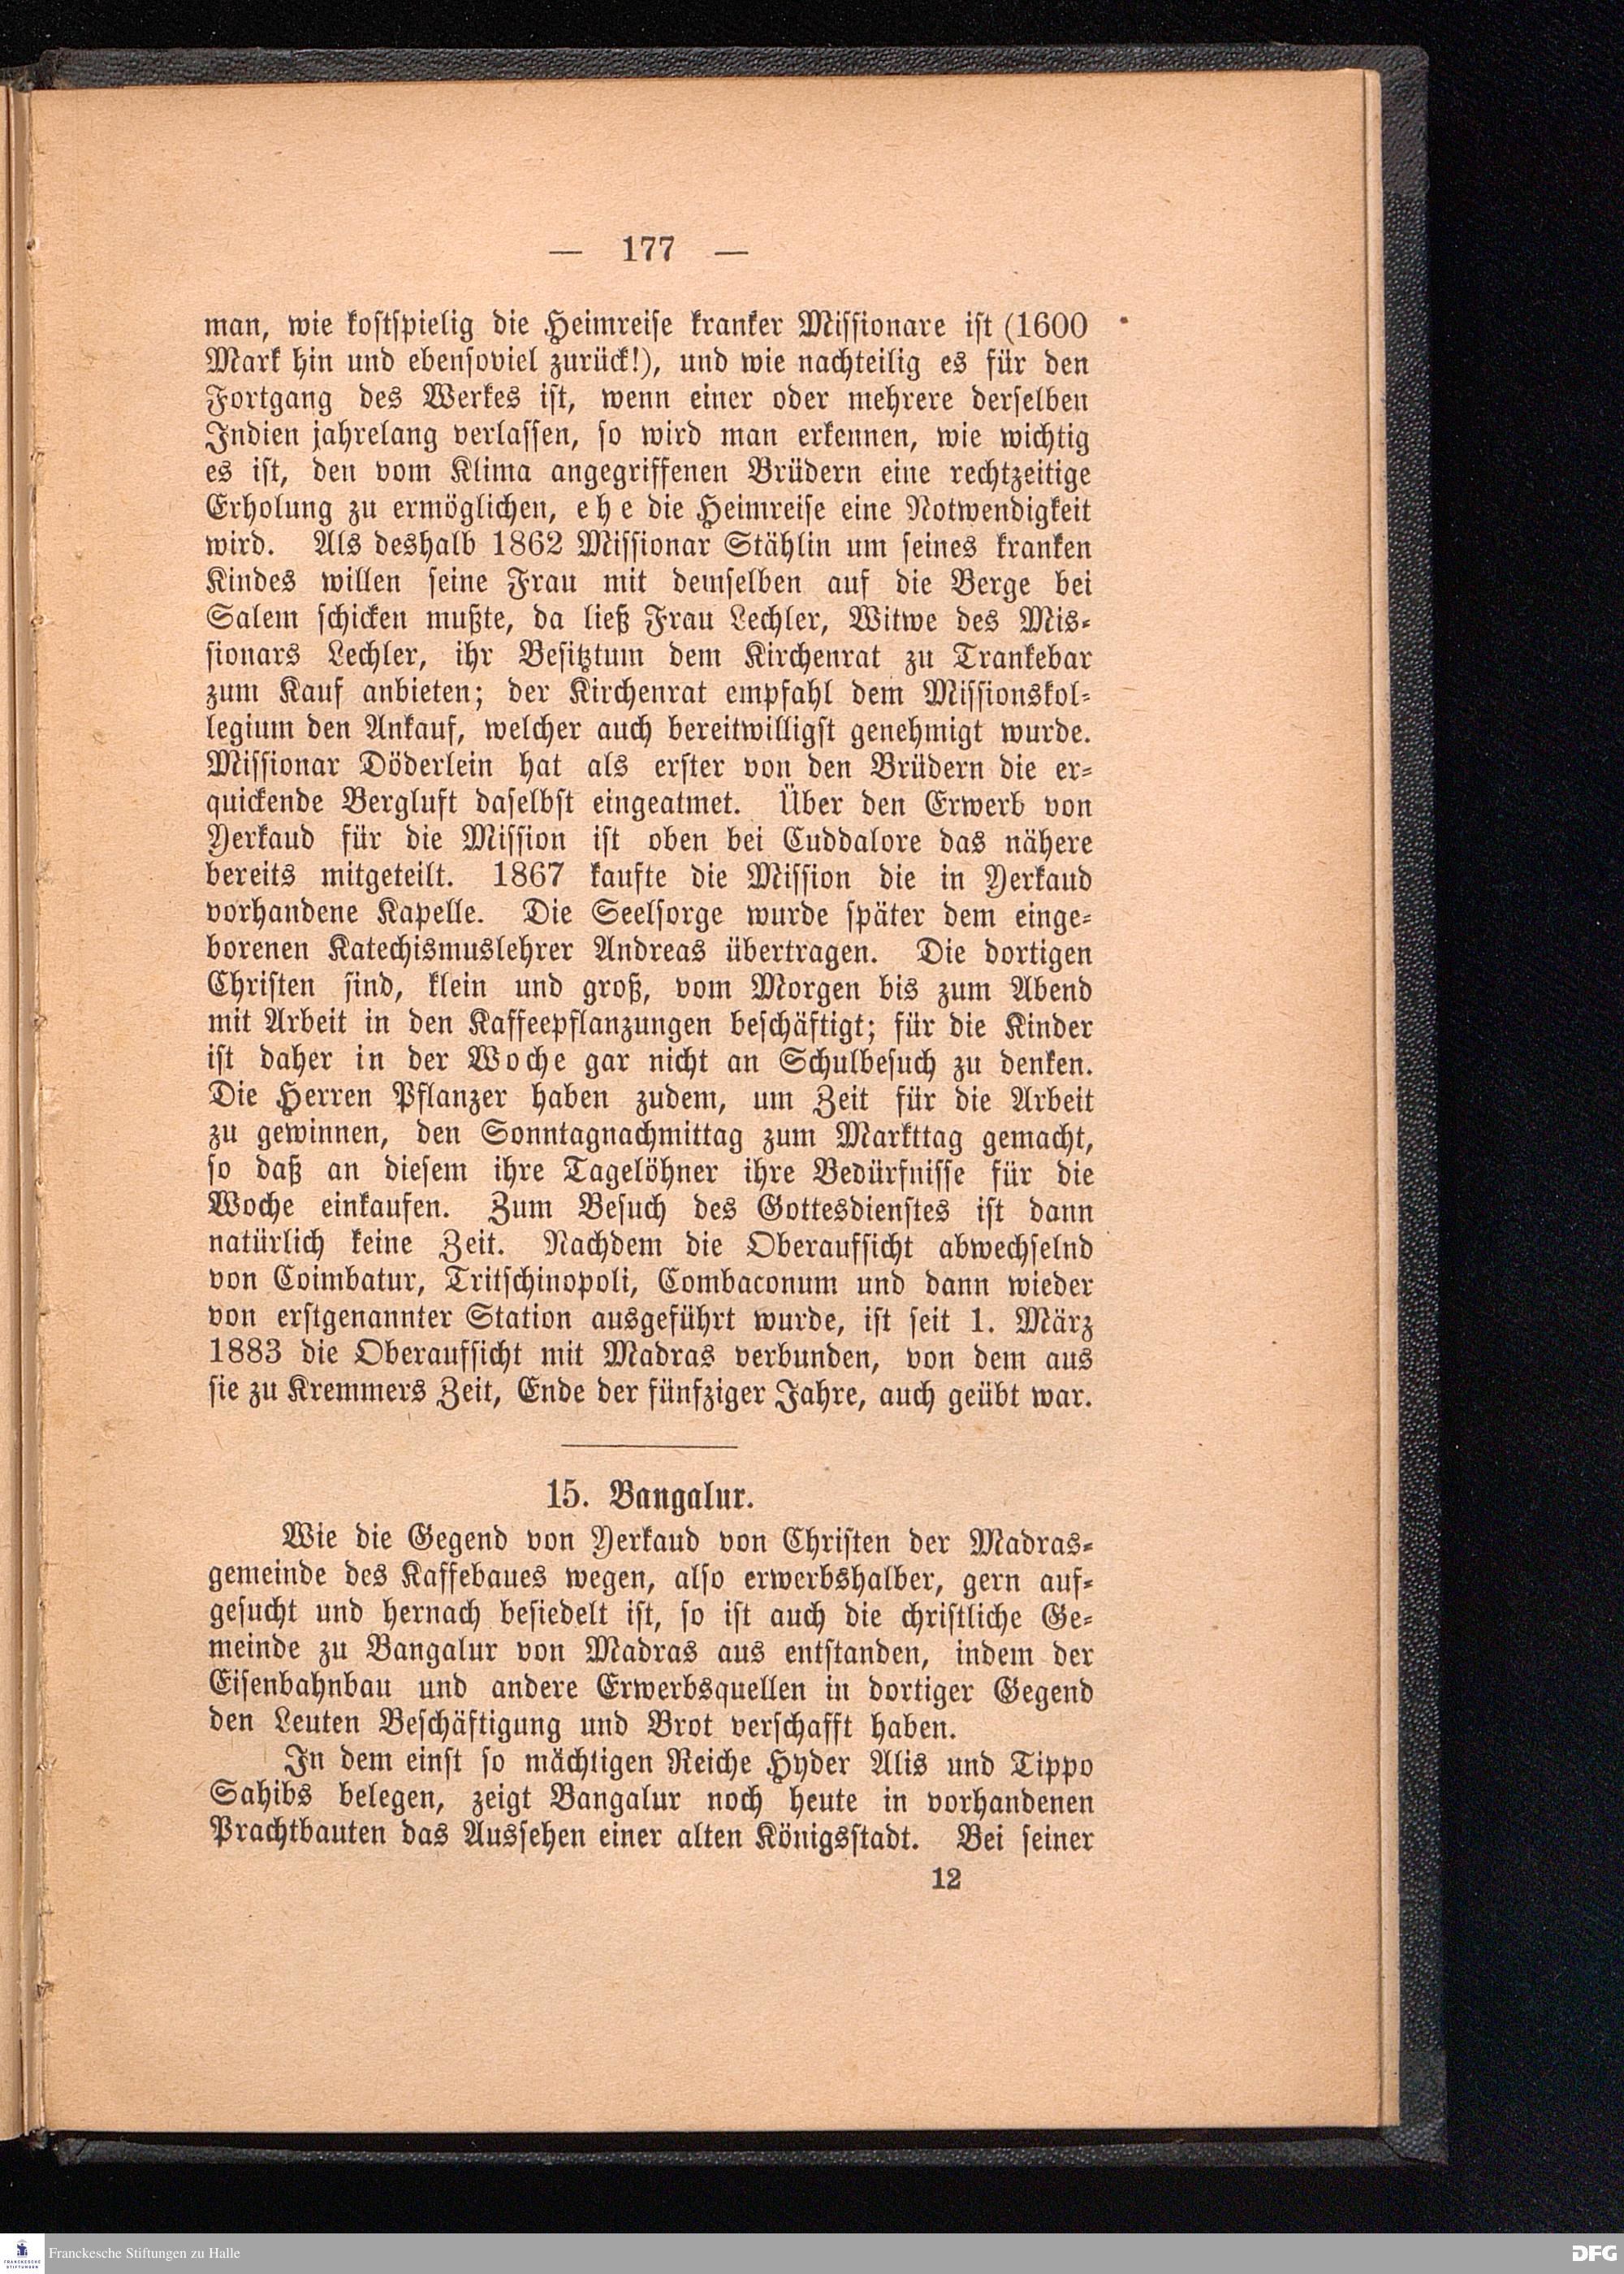 — 177 —
man, wie kostspielig die Heimreise kranker Missionare ist (1600
Mark hin und ebensoviel zurück!), und wie nachteilig es für den
Fortgang des Werkes ist, wenn einer oder mehrere derselben
Indien jahrelang verlassen, so wird man erkennen, wie wichtig
es ist, den vom Klima angegriffenen Brüdern eine rechtzeitige
Erholung zu ermöglichen, ehe die Heimreise eine Notwendigkeit
wird. Als deshalb 1862 Missionar Stählin um seines kranken
Kindes willen seine Frau mit demselben auf die Berge bei
Salem schicken mußte, da ließ Frau Lechler, Witwe des Mis-
sionars Lechler, ihr Besitztum dem Kirchenrat zu Trankebar
zum Kauf anbieten; der Kirchenrat empfahl dem Missionskol-
legium den Ankauf, welcher auch bereitwilligst genehmigt wurde.
Missionar Döderlein hat als erster von den Brüdern die er-
quickende Bergluft daselbst eingeatmet. Über den Erwerb von
Yerkaud für die Mission ist oben bei Cuddalore das nähere
bereits mitgeteilt. 1867 kaufte die Mission die in Yerkaud
vorhandene Kapelle. Die Seelsorge wurde später dem einge-
borenen Katechismuslehrer Andreas übertragen. Die dortigen
Christen sind, klein und groß, vom Morgen bis zum Abend
mit Arbeit in den Kaffeepflanzungen beschäftigt; für die Kinder
ist daher in der Woche gar nicht an Schulbesuch zu denken.
Die Herren Pflanzer haben zudem, um Zeit für die Arbeit
zu gewinnen, den Sonntagnachmittag zum Markttag gemacht,
so daß an diesem ihre Tagelöhner ihre Bedürfnisse für die
Woche einkaufen. Zum Besuch des Gottesdienstes ist dann
natürlich keine Zeit. Nachdem die Oberaufsicht abwechselnd
von Coimbatur, Tritschinopoli, Combaconum und dann wieder
von erstgenannter Station ausgeführt wurde, ist seit 1. März
1883 die Oberaufsicht mit Madras verbunden, von dem aus
sie zu Kremmers Zeit, Ende der fünfziger Jahre, auch geübt war.
15. Bangalur.
Wie die Gegend von Yerkaud von Christen der Madras-
gemeinde des Kaffebaues wegen, also erwerbshalber, gern auf-
gesucht und hernach besiedelt ist, so ist auch die christliche Ge-
meinde zu Bangalur von Madras aus entstanden, indem der
Eisenbahnbau und andere Erwerbsquellen in dortiger Gegend
den Leuten Beschäftigung und Brot verschafft haben.
In dem einst so mächtigen Reiche Hyder Alis und Tippo
Sahibs belegen, zeigt Bangalur noch heute in vorhandenen
Prachtbauten das Aussehen einer alten Königsstadt. Bei seiner
12
FRANCKESCHE
STIFTUNGEN
Franckesche Stiftungen zu Halle
DFG